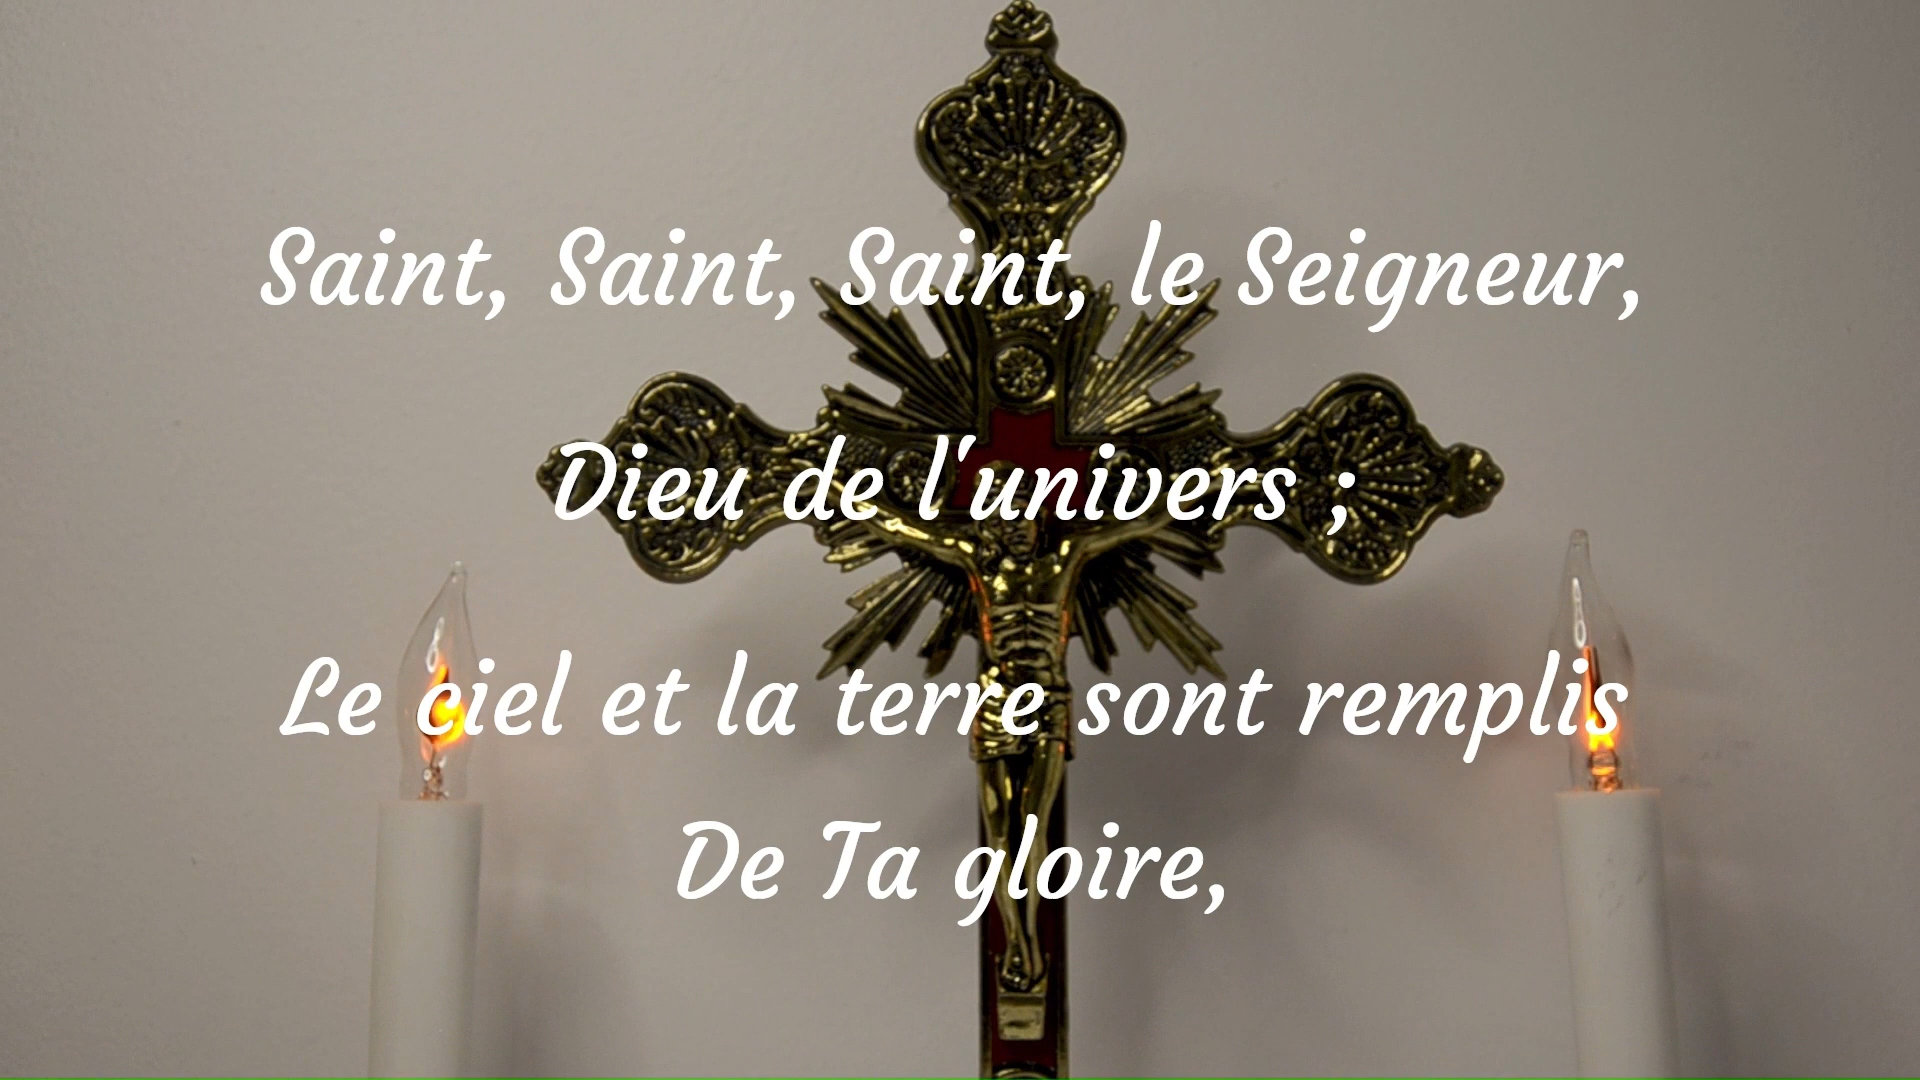 Saint, Saint, Saint, le Seigneur,
Dieu de l'univers ;
Le ciel et la terre sont remplis
De Ta gloire,